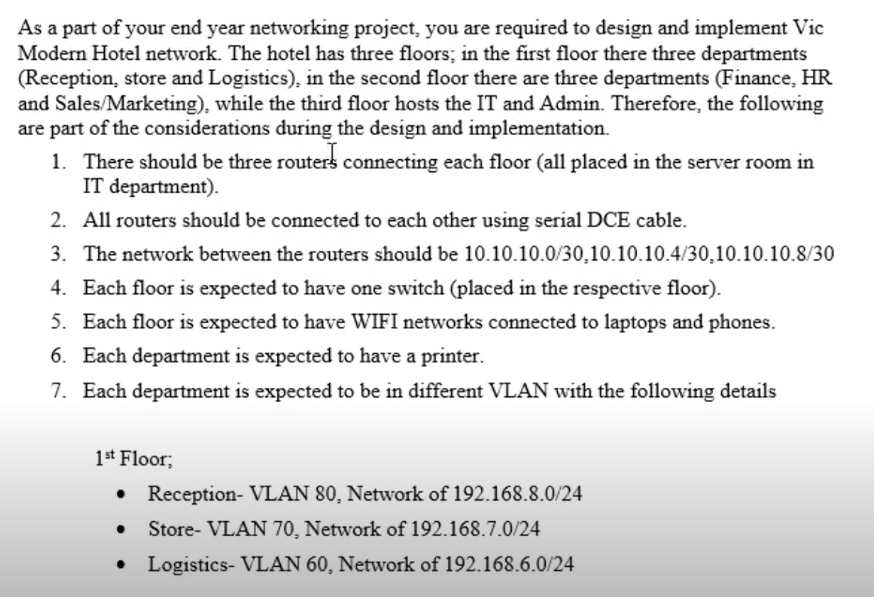 As a part of your end year networking project, you are required to design and implement Vic
Modern Hotel network. The hotel has three floors; in the first floor there three departments
(Reception, store and Logistics), in the second floor there are three departments (Finance, HR
and Sales/Marketing), while the third floor hosts the IT and Admin. Therefore, the following
are part of the considerations during the design and implementation.
1. There should be three routers connecting each floor (all placed in the server room in
IT department).
2. All routers should be connected to each other using serial DCE cable.
3. The network between the routers should be 10.10.10.0/30,10.10.10.4/30,10.10.10.8/30
4. Each floor is expected to have one switch (placed in the respective floor).
5. Each floor is expected to have WIFI networks connected to laptops and phones.
6. Each department is expected to have a printer.
7. Each department is expected to be in different VLAN with the following details
1st Floor;
• Reception- VLAN 80, Network of 192.168.8.0/24
• Store- VLAN 70, Network of 192.168.7.0/24
• Logistics- VLAN 60, Network of 192.168.6.0/24